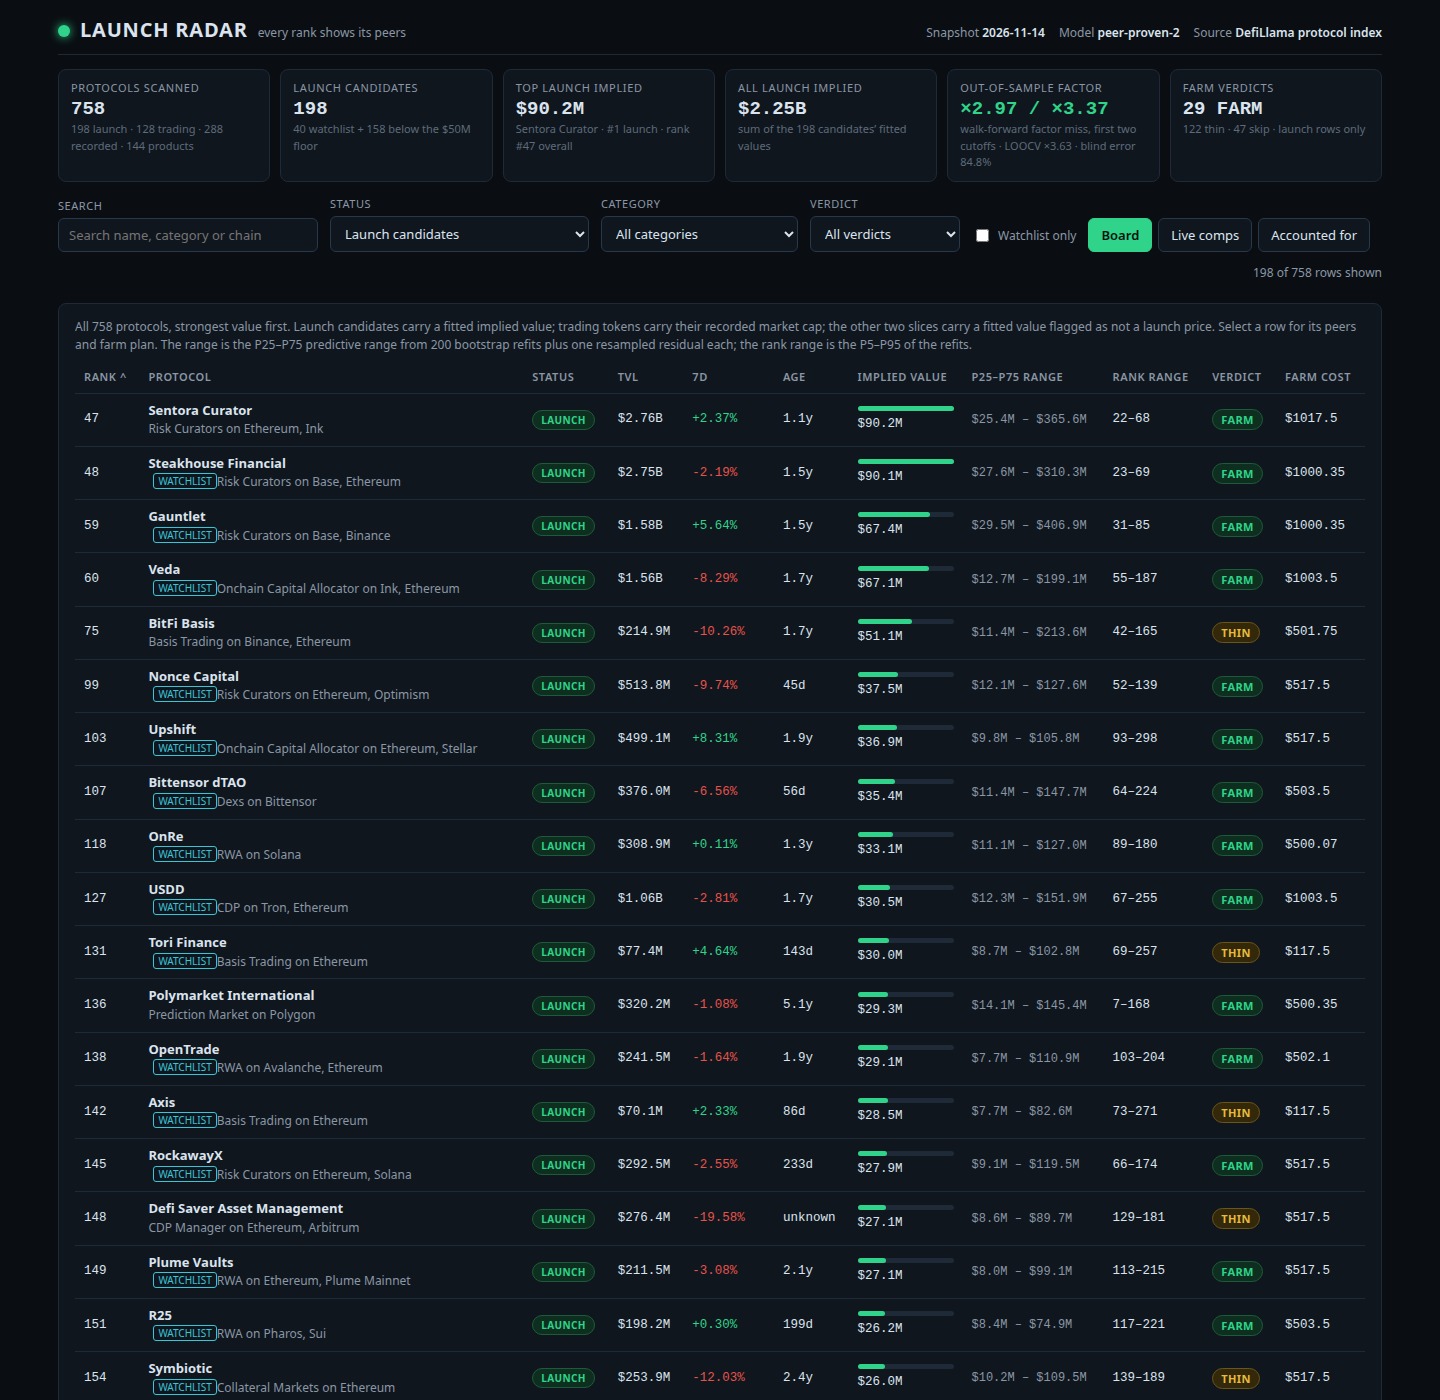 LAUNCH RADAR every rank shows its peers
Snapshot 2026-11-14 Model peer-proven-2 Source DefiLlama protocol index
PROTOCOLS SCANNED
758
198 launch · 128 trading · 288
recorded · 144 products
LAUNCH CANDIDATES
198
40 watchlist + 158 below the $50M
floor
TOP LAUNCH IMPLIED
$90.2M
Sentora Curator · #1 launch · rank
#47 overall
ALL LAUNCH IMPLIED
$2.25B
sum of the 198 candidates' fitted
values
OUT-OF-SAMPLE FACTOR
×2.97 / ×3.37
walk-forward factor miss, first two
cutoffs · LOOCV ×3.63 · blind error
84.8%
FARM VERDICTS
29 FARM
122 thin · 47 skip · launch rows only
SEARCH
Search name, category or chain
STATUS
Launch candidates
CATEGORY
All categories
VERDICT
All verdicts
Watchlist only
Board
Live comps
Accounted for
198 of 758 rows shown
All 758 protocols, strongest value first. Launch candidates carry a fitted implied value; trading tokens carry their recorded market cap; the other two slices carry a fitted value flagged as not a launch price. Select a row for its peers
and farm plan. The range is the P25–P75 predictive range from 200 bootstrap refits plus one resampled residual each; the rank range is the P5–P95 of the refits.
RANK ^ PROTOCOL STATUS TVL 7D AGE IMPLIED VALUE P25–P75 RANGE RANK RANGE VERDICT FARM COST
47 Sentora Curator LAUNCH $2.76B +2.37% 1.1y $90.2M $25.4M – $365.6M 22–68 FARM $1017.5
Risk Curators on Ethereum, Ink
48 Steakhouse Financial LAUNCH $2.75B -2.19% 1.5y $90.1M $27.6M – $310.3M 23–69 FARM $1000.35
WATCHLIST Risk Curators on Base, Ethereum
59 Gauntlet LAUNCH $1.58B +5.64% 1.5y $67.4M $29.5M – $406.9M 31–85 FARM $1000.35
WATCHLIST Risk Curators on Base, Binance
60 Veda LAUNCH $1.56B -8.29% 1.7y $67.1M $12.7M – $199.1M 55–187 FARM $1003.5
WATCHLIST Onchain Capital Allocator on Ink, Ethereum
75 BitFi Basis LAUNCH $214.9M -10.26% 1.7y $51.1M $11.4M – $213.6M 42–165 THIN $501.75
Basis Trading on Binance, Ethereum
99 Nonce Capital LAUNCH $513.8M -9.74% 45d $37.5M $12.1M – $127.6M 52–139 FARM $517.5
WATCHLIST Risk Curators on Ethereum, Optimism
103 Upshift LAUNCH $499.1M +8.31% 1.9y $36.9M $9.8M – $105.8M 93–298 FARM $517.5
WATCHLIST Onchain Capital Allocator on Ethereum, Stellar
107 Bittensor dTAO LAUNCH $376.0M -6.56% 56d $35.4M $11.4M – $147.7M 64–224 FARM $503.5
WATCHLIST Dexs on Bittensor
118 OnRe LAUNCH $308.9M +0.11% 1.3y $33.1M $11.1M – $127.0M 89–180 FARM $500.07
WATCHLIST RWA on Solana
127 USDD LAUNCH $1.06B -2.81% 1.7y $30.5M $12.3M – $151.9M 67–255 FARM $1003.5
WATCHLIST CDP on Tron, Ethereum
131 Tori Finance LAUNCH $77.4M +4.64% 143d $30.0M $8.7M – $102.8M 69–257 THIN $117.5
WATCHLIST Basis Trading on Ethereum
136 Polymarket International LAUNCH $320.2M -1.08% 5.1y $29.3M $14.1M – $145.4M 7–168 FARM $500.35
Prediction Market on Polygon
138 OpenTrade LAUNCH $241.5M -1.64% 1.9y $29.1M $7.7M – $110.9M 103–204 FARM $502.1
WATCHLIST RWA on Avalanche, Ethereum
142 Axis LAUNCH $70.1M +2.33% 86d $28.5M $7.7M – $82.6M 73–271 THIN $117.5
WATCHLIST Basis Trading on Ethereum
145 RockawayX LAUNCH $292.5M -2.55% 233d $27.9M $9.1M – $119.5M 66–174 FARM $517.5
WATCHLIST Risk Curators on Ethereum, Solana
148 Defi Saver Asset Management LAUNCH $276.4M -19.58% unknown $27.1M $8.6M – $89.7M 129–181 THIN $517.5
CDP Manager on Ethereum, Arbitrum
149 Plume Vaults LAUNCH $211.5M -3.08% 2.1y $27.1M $8.0M – $99.1M 113–215 FARM $517.5
WATCHLIST RWA on Ethereum, Plume Mainnet
151 R25 LAUNCH $198.2M +0.30% 199d $26.2M $8.4M – $74.9M 117–221 FARM $503.5
WATCHLIST RWA on Pharos, Sui
154 Symbiotic LAUNCH $253.9M -12.03% 2.4y $26.0M $10.2M – $109.5M 139–189 THIN $517.5
WATCHLIST Collateral Markets on Ethereum